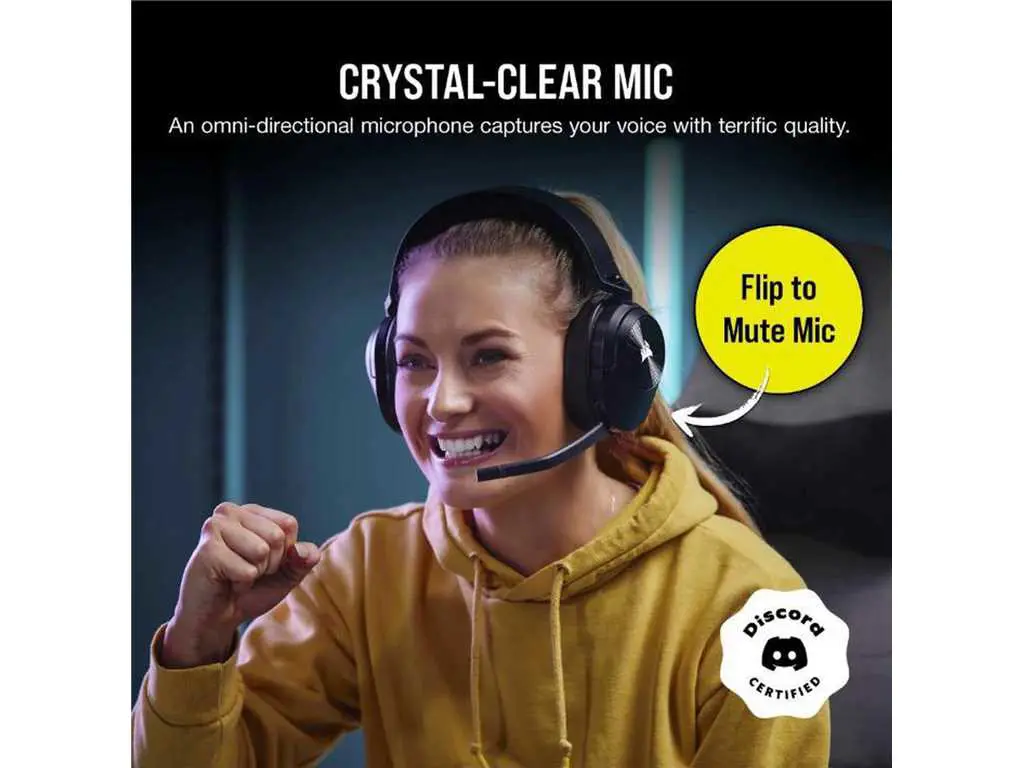 CRYSTAL-CLEAR MIC
An omni-directional microphone captures your voice with terrific quality.
Flip to
Mute Mic
Discord
CERTIFIED